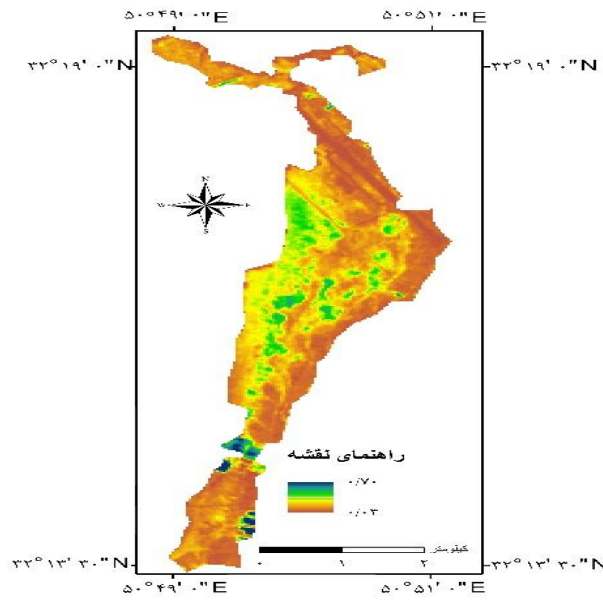 ۵۰°۴۹' ۰"E ۵۰°۵۱' ۰"E
۳۲°۱۹' ۰"N ۳۲°۱۹' ۰"N
N
W E
S
راهنمای نقشه
۰/۷۰
۰/۰۳
کیلومتر
۰ ۱ ۲
۳۲°۱۳' ۳۰"N ۳۲°۱۳' ۳۰"N
۵۰°۴۹' ۰"E ۵۰°۵۱' ۰"E